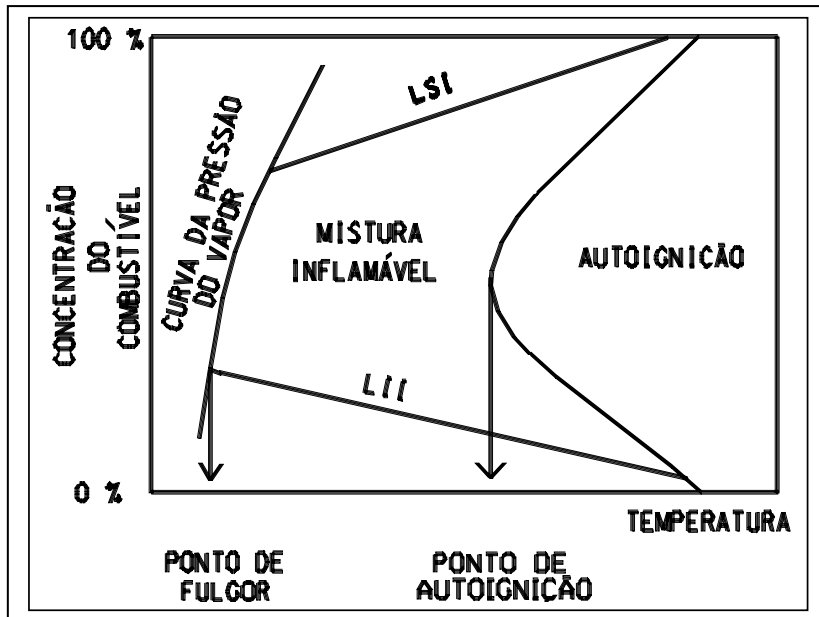 100 %
LSI
CURVA DA PRESSÃO
DO VAPOR
CONCENTRAÇÃO
DO
COMBUSTÍVEL
MISTURA
INFLAMÁVEL
AUTOIGNICÃO
LII
0 %
TEMPERATURA
PONTO DE
FULGOR
PONTO DE
AUTOIGNIÇÃO